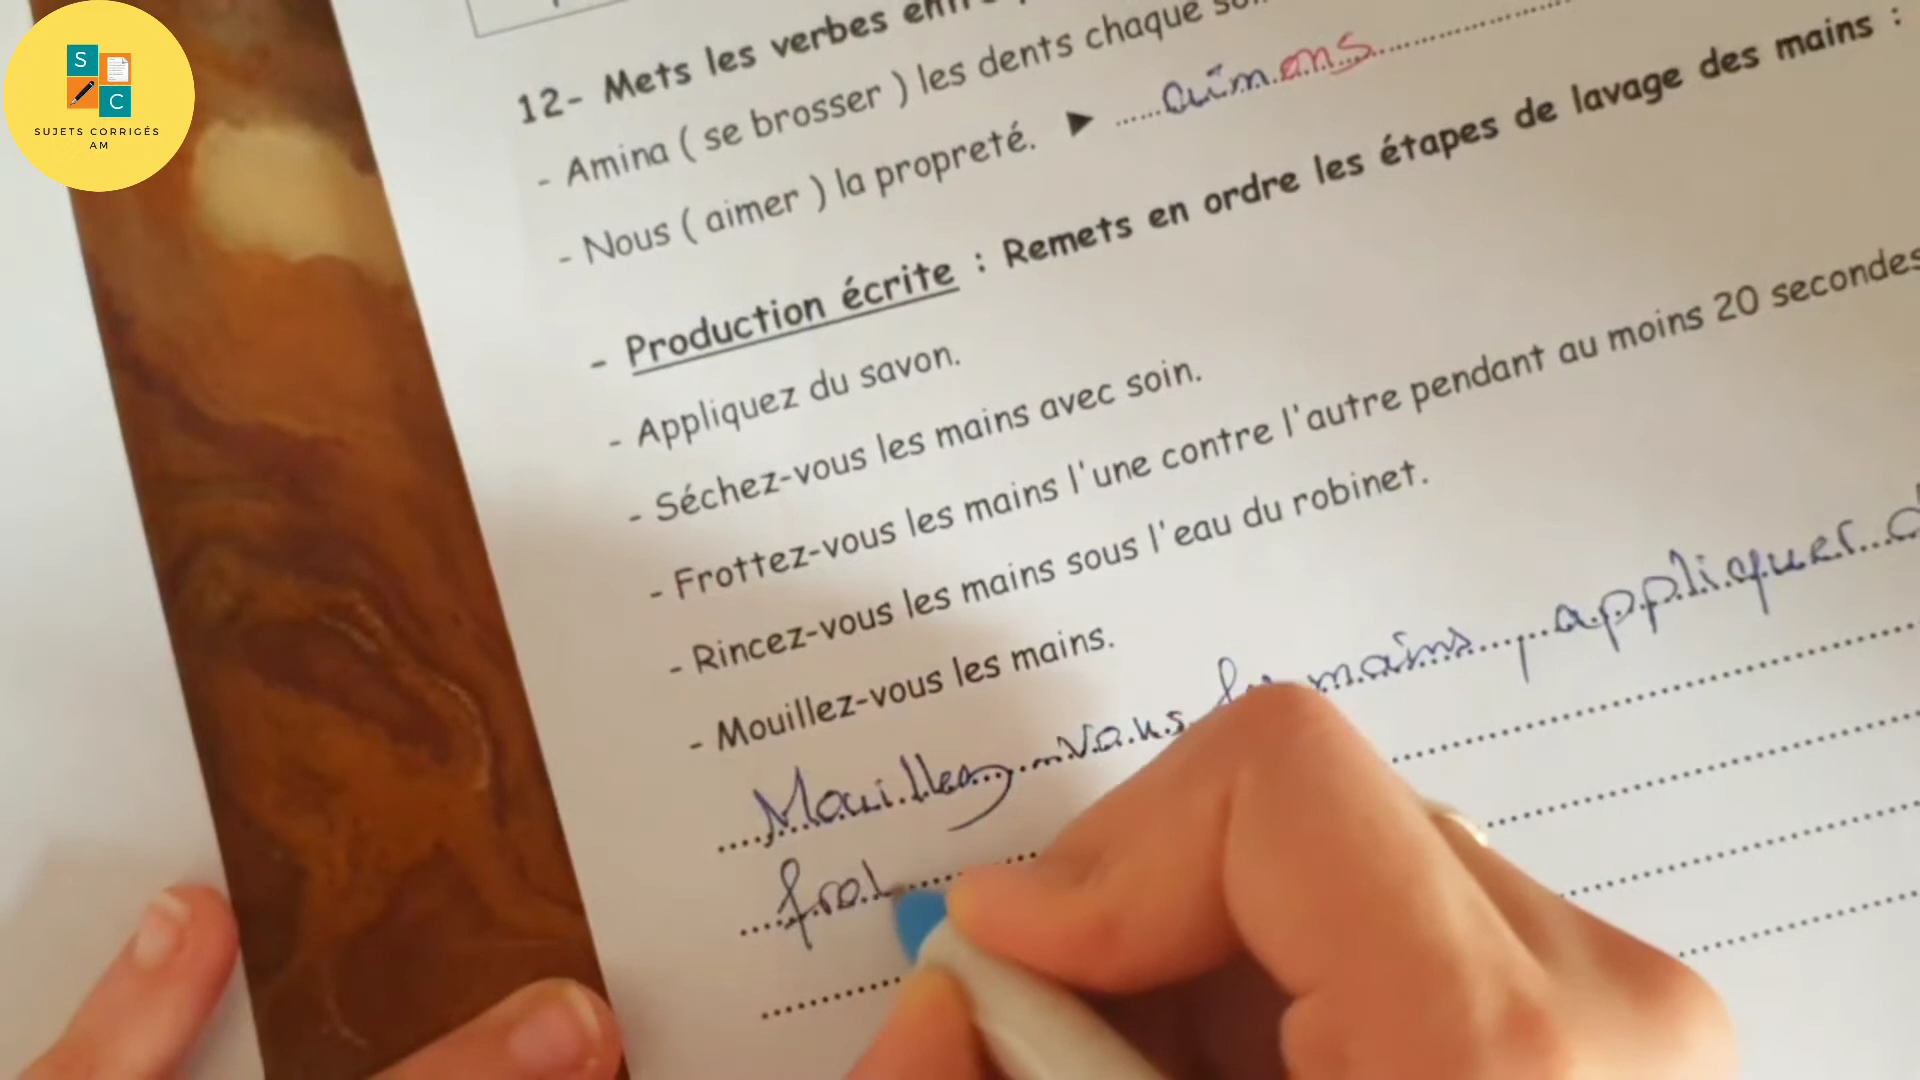 S
C
SUJETS CORRIGÉS
AM
12- Mets les verbes
- Amina ( se brosser ) les dents chaque
- Nous ( aimer ) la propreté. ► ......aimons
- Production écrite : Remets en ordre les étapes de lavage des mains :
- Appliquez du savon.
- Séchez-vous les mains avec soin.
- Frottez-vous les mains l'une contre l'autre pendant au moins 20 secondes
- Rincez-vous les mains sous l'eau du robinet.
- Mouillez-vous les mains.
Mouillez-vous mains, appliquer